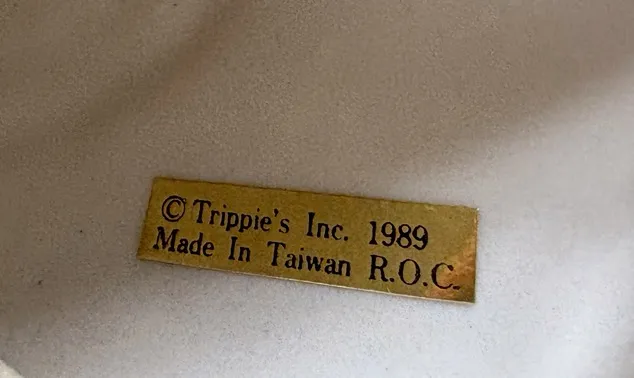 © Trippie's Inc. 1989
Made In Taiwan R.O.C.